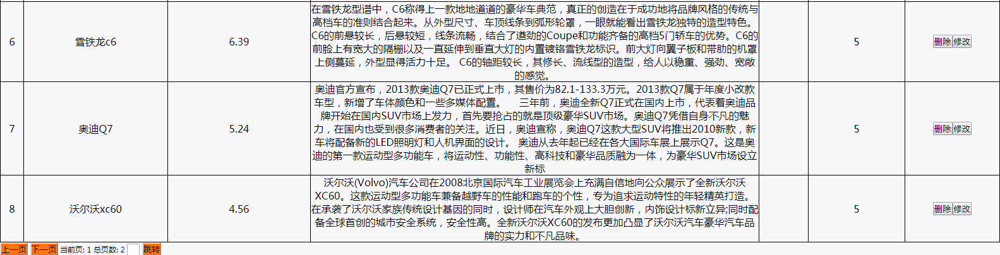 在雪铁龙型谱中，C6称得上一款地地道道的豪华车典范，真正的创造在于成功地将品牌风格的传统与
高档车的准则结合起来。从外型尺寸、车顶线条到弧形轮罩，一眼就能看出雪铁龙独特的造型特色。
6 雪铁龙c6 6.39 C6的前悬较长，后悬较短，线条流畅，结合了遒劲的Coupe和功能齐备的高档5门轿车的优势。C6的 5 删除 修改
前脸上有宽大的隔栅以及一直延伸到垂直大灯的内置镀铬雪铁龙标识。前大灯向翼子板和带肋的机罩
上侧蔓延，外型显得活力十足。 C6的轴距较长，其修长、流线型的造型，给人以稳重、强劲、宽敞
的感觉。
奥迪官方宣布，2013款奥迪Q7已正式上市，其售价为82.1-133.3万元。2013款Q7属于年度小改款
车型，新增了车体颜色和一些多媒体配置。 三年前，奥迪全新Q7正式在国内上市，代表着奥迪品
牌开始在国内SUV市场上发力，首先要抢占的就是顶级豪华SUV市场。奥迪Q7凭借自身不凡的魅
7 奥迪Q7 5.24 力，在国内也受到很多消费者的关注。近日，奥迪宣称，奥迪Q7这款大型SUV将推出2010新款，新 5 删除 修改
车将配备新的LED照明灯和人机界面的设计。 奥迪从去年起已经在各大国际车展上展示Q7。这是奥
迪的第一款运动型多功能车，将运动性、功能性、高科技和豪华品质融为一体，为豪华SUV市场设立
新标
沃尔沃(Volvo)汽车公司在2008北京国际汽车工业展览会上充满自信地向公众展示了全新沃尔沃
XC60。这款运动型多功能车兼备越野车的性能和跑车的个性，专为追求运动特性的年轻精英打造。
8 沃尔沃xc60 4.56 在承袭了沃尔沃家族传统设计基因的同时，设计师在汽车外观上大胆创新，内饰设计标新立异;同时配 5 删除 修改
备全球首创的城市安全系统，安全性高。全新沃尔沃XC60的发布更加凸显了沃尔沃汽车豪华汽车品
牌的实力和不凡品味。
上一页 下一页 当前页: 1 总页数: 2 跳转